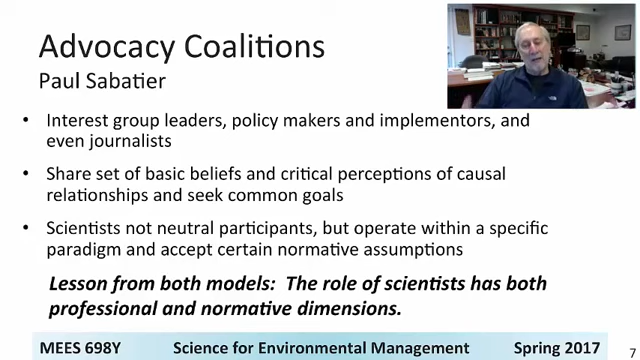 Advocacy Coalitions
Paul Sabatier
• Interest group leaders, policy makers and implementors, and
even journalists
• Share set of basic beliefs and critical perceptions of causal
relationships and seek common goals
• Scientists not neutral participants, but operate within a specific
paradigm and accept certain normative assumptions
Lesson from both models: The role of scientists has both
professional and normative dimensions.
MEES 698Y Science for Environmental Management Spring 2017
7